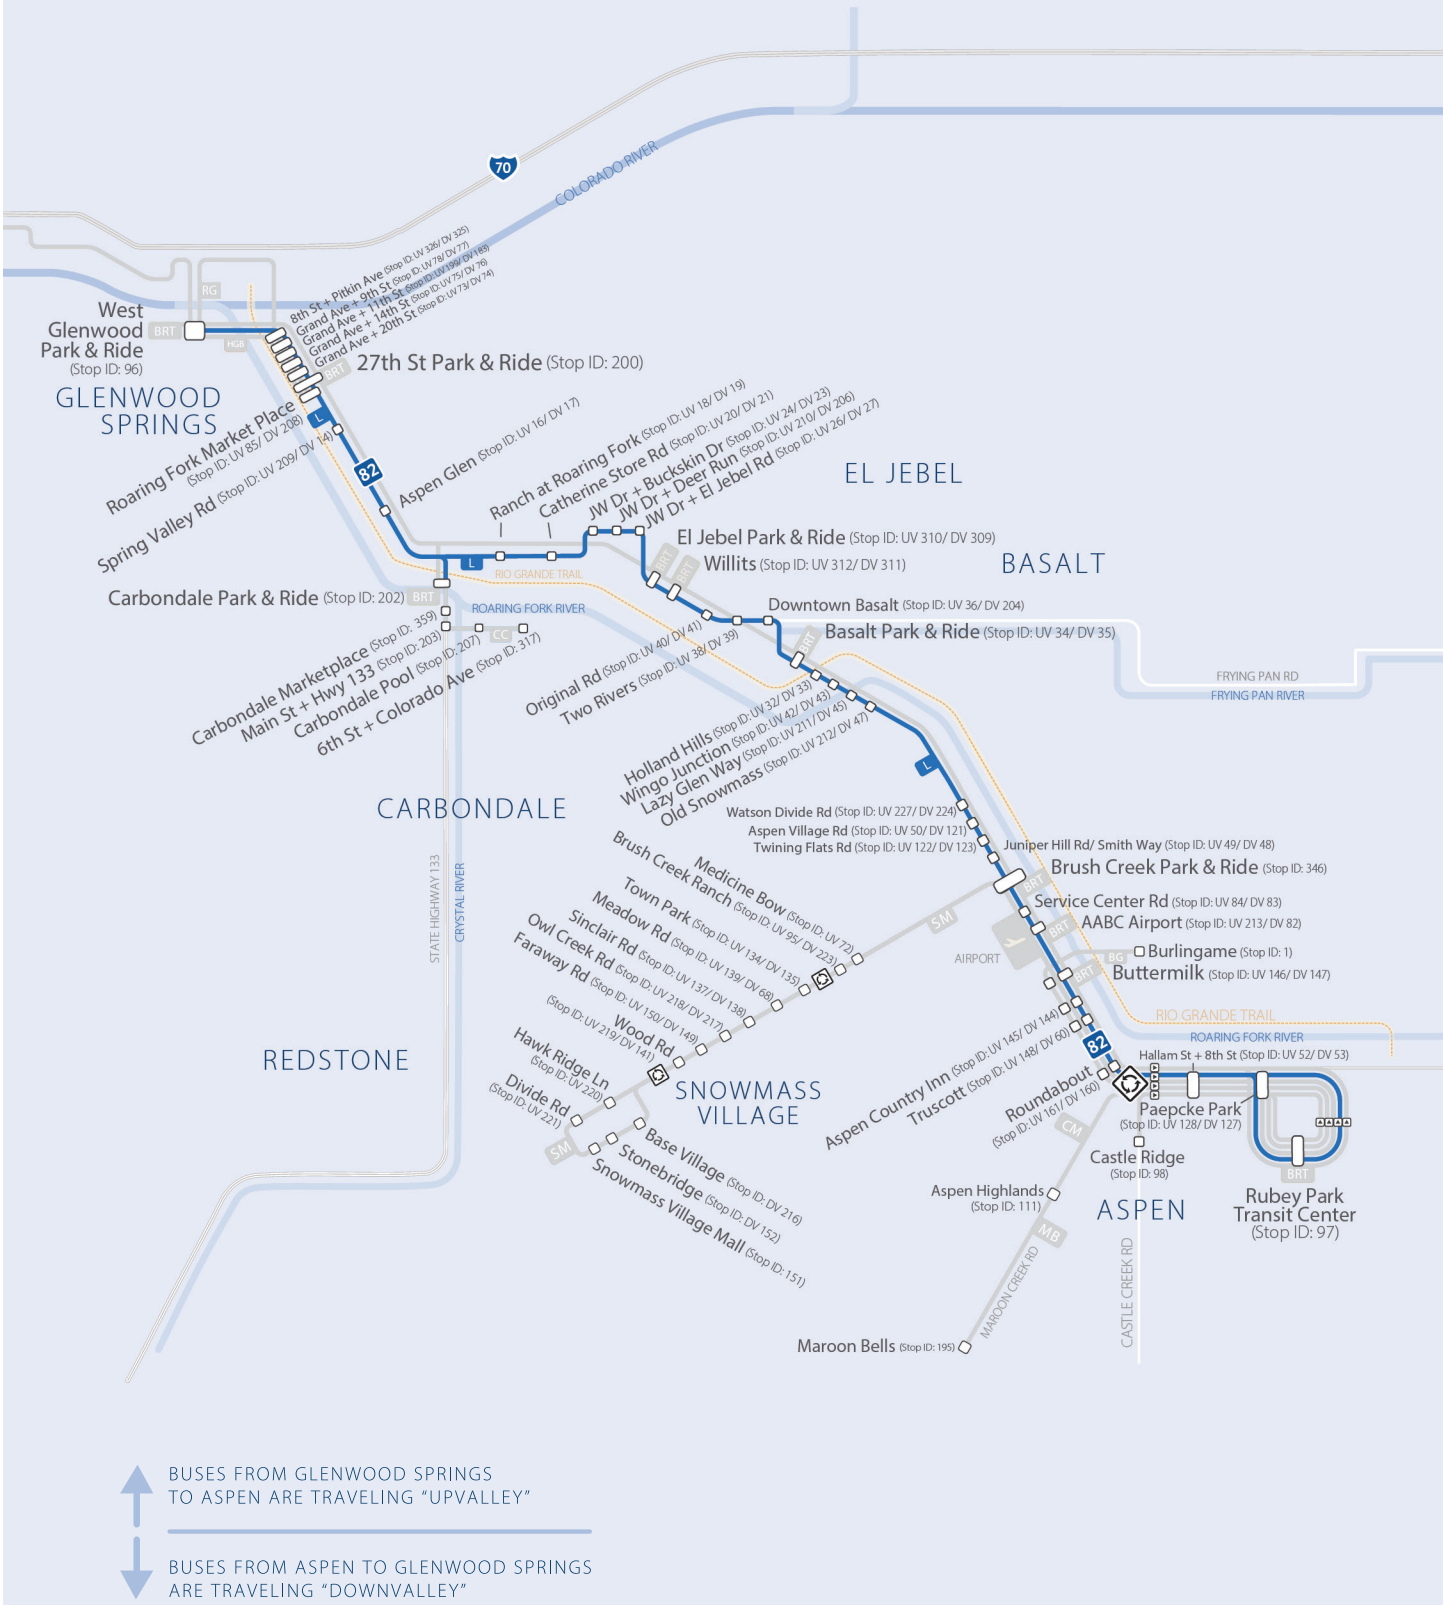 70
COLORADO RIVER
8th St + Pitkin Ave (Stop ID: UV 326/ DV 325)
Grand Ave + 9th St (Stop ID: UV 78/ DV 77)
Grand Ave + 11th St (Stop ID: UV 199/ DV 183)
Grand Ave + 14th St (Stop ID: UV 75/ DV 76)
Grand Ave + 20th St (Stop ID: UV 73/ DV 74)
RG
West
Glenwood
Park & Ride
(Stop ID: 96)
BRT
HGB
BRT
27th St Park & Ride (Stop ID: 200)
GLENWOOD
SPRINGS
Roaring Fork Market Place
(Stop ID: UV 85/ DV 208)
L
Spring Valley Rd (Stop ID: UV 209/ DV 14)
82
Aspen Glen (Stop ID: UV 16/ DV 17)
Ranch at Roaring Fork (Stop ID: UV 18/ DV 19)
Catherine Store Rd (Stop ID: UV 20/ DV 21)
JW Dr + Buckskin Dr (Stop ID: UV 24/ DV 23)
JW Dr + Deer Run (Stop ID: UV 210/ DV 206)
JW Dr + El Jebel Rd (Stop ID: UV 26/ DV 27)
EL JEBEL
El Jebel Park & Ride (Stop ID: UV 310/ DV 309)
BRT
Willits (Stop ID: UV 312/ DV 311)
BRT
BASALT
L
RIO GRANDE TRAIL
Carbondale Park & Ride (Stop ID: 202)
BRT
ROARING FORK RIVER
Downtown Basalt (Stop ID: UV 36/ DV 204)
Basalt Park & Ride (Stop ID: UV 34/ DV 35)
BRT
CC
Carbondale Marketplace (Stop ID: 359)
Main St + Hwy 133 (Stop ID: 203)
Carbondale Pool (Stop ID: 207)
6th St + Colorado Ave (Stop ID: 317)
Original Rd (Stop ID: UV 40/ DV 41)
Two Rivers (Stop ID: UV 38/ DV 39)
FRYING PAN RD
FRYING PAN RIVER
Holland Hills (Stop ID: UV 32/ DV 33)
Wingo Junction (Stop ID: UV 42/ DV 43)
Lazy Glen Way (Stop ID: UV 211/ DV 45)
Old Snowmass (Stop ID: UV 212/ DV 47)
L
CARBONDALE
Watson Divide Rd (Stop ID: UV 227/ DV 224)
Aspen Village Rd (Stop ID: UV 50/ DV 121)
Twining Flats Rd (Stop ID: UV 122/ DV 123)
Juniper Hill Rd/ Smith Way (Stop ID: UV 49/ DV 48)
Brush Creek Park & Ride (Stop ID: 346)
BRT
Service Center Rd (Stop ID: UV 84/ DV 83)
AABC Airport (Stop ID: UV 213/ DV 82)
BRT
AIRPORT
Burlingame (Stop ID: 1)
BG
Buttermilk (Stop ID: UV 146/ DV 147)
BRT
STATE HIGHWAY 133
CRYSTAL RIVER
SM
Medicine Bow (Stop ID: UV 72)
Brush Creek Ranch (Stop ID: UV 95/ DV 223)
Town Park (Stop ID: UV 134/ DV 135)
Meadow Rd (Stop ID: UV 139/ DV 68)
Sinclair Rd (Stop ID: UV 137/ DV 138)
Owl Creek Rd (Stop ID: UV 218/ DV 217)
Faraway Rd (Stop ID: UV 150/ DV 149)
Wood Rd
(Stop ID: UV 219/ DV 141)
Hawk Ridge Ln
(Stop ID: UV 220)
Divide Rd
(Stop ID: UV 221)
SM
SNOWMASS
VILLAGE
Base Village (Stop ID: DV 216)
Stonebridge (Stop ID: DV 152)
Snowmass Village Mall (Stop ID: 151)
REDSTONE
RIO GRANDE TRAIL
ROARING FORK RIVER
82
Aspen Country Inn (Stop ID: UV 145/ DV 144)
Truscott (Stop ID: UV 148/ DV 60)
Roundabout
(Stop ID: UV 161/ DV 160)
Hallam St + 8th St (Stop ID: UV 52/ DV 53)
Paepcke Park
(Stop ID: UV 128/ DV 127)
CM
Castle Ridge
(Stop ID: 98)
BRT
Rubey Park
Transit Center
(Stop ID: 97)
ASPEN
Aspen Highlands
(Stop ID: 111)
MB
MAROON CREEK RD
CASTLE CREEK RD
Maroon Bells (Stop ID: 195)
BUSES FROM GLENWOOD SPRINGS
TO ASPEN ARE TRAVELING “UPVALLEY”
BUSES FROM ASPEN TO GLENWOOD SPRINGS
ARE TRAVELING “DOWNVALLEY”